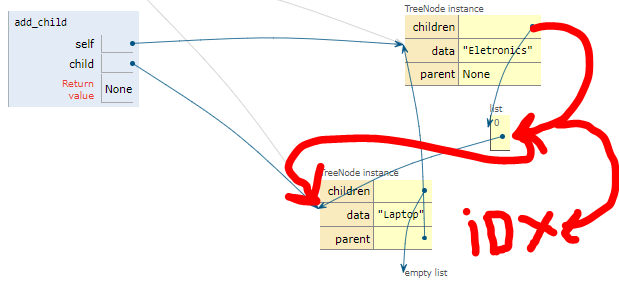 add_child
self
child
Return
value
None
TreeNode instance
children
data "Eletronics"
parent None
list
0
TreeNode instance
children
data "Laptop"
parent
iDX
empty list